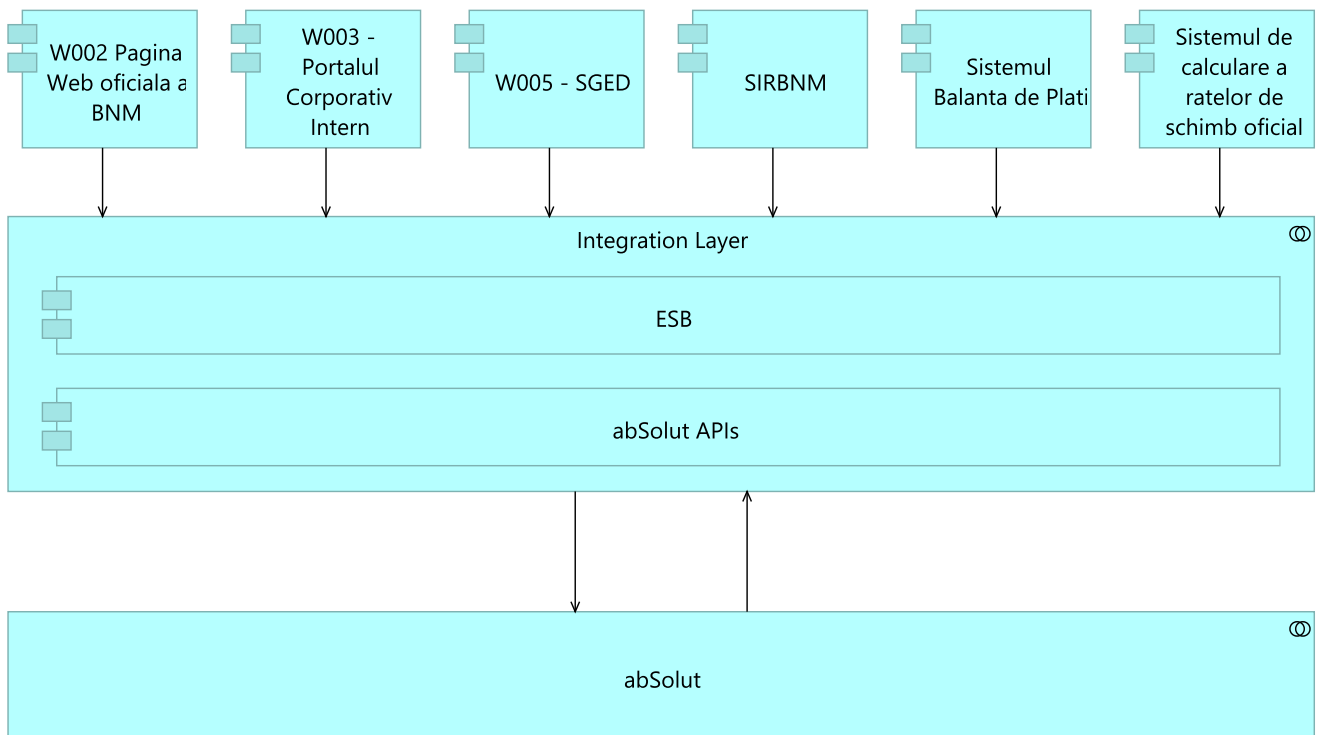 W002 Pagina
Web oficiala a
BNM
W003 -
Portalul
Corporativ
Intern
W005 - SGED
SIRBNM
Sistemul
Balanta de Plati
Sistemul de
calculare a
ratelor de
schimb oficial
Integration Layer
ESB
abSolut APIs
abSolut